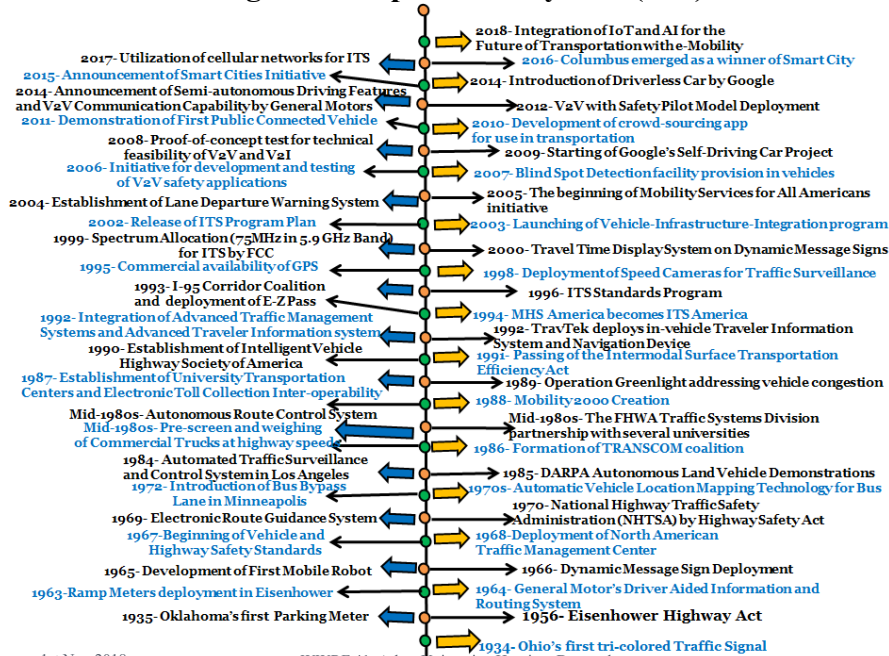 2018- Integration of IoT and AI for the
Future of Transportation with e-Mobility
2017- Utilization of cellular networks for ITS
2016- Columbus emerged as a winner of Smart City
2015- Announcement of Smart Cities Initiative
2014- Introduction of Driverless Car by Google
2014- Announcement of Semi-autonomous Driving Features
and V2V Communication Capability by General Motors
2012- V2V with Safety Pilot Model Deployment
2011- Demonstration of First Public Connected Vehicle
2010- Development of crowd-sourcing app
for use in transportation
2008- Proof-of-concept test for technical
feasibility of V2V and V2I
2009- Starting of Google's Self-Driving Car Project
2006- Initiative for development and testing
of V2V safety applications
2007- Blind Spot Detection facility provision in vehicles
2004- Establishment of Lane Departure Warning System
2005- The beginning of Mobility Services for All Americans
initiative
2002- Release of ITS Program Plan
2003- Launching of Vehicle-Infrastructure-Integration program
1999- Spectrum Allocation (75MHz in 5.9 GHz Band)
for ITS by FCC
2000- Travel Time Display System on Dynamic Message Signs
1995- Commercial availability of GPS
1998- Deployment of Speed Cameras for Traffic Surveillance
1993- I-95 Corridor Coalition
and deployment of E-Z Pass
1996- ITS Standards Program
1992- Integration of Advanced Traffic Management
Systems and Advanced Traveler Information system
1994- MHS America becomes ITS America
1992- TravTek deploys in-vehicle Traveler Information
System and Navigation Device
1990- Establishment of Intelligent Vehicle
Highway Society of America
1991- Passing of the Intermodal Surface Transportation
Efficiency Act
1987- Establishment of University Transportation
Centers and Electronic Toll Collection Inter-operability
1989- Operation Greenlight addressing vehicle congestion
1988- Mobility 2000 Creation
Mid-1980s- Autonomous Route Control System
Mid-1980s- The FHWA Traffic Systems Division
partnership with several universities
Mid-1980s- Pre-screen and weighing
of Commercial Trucks at highway speeds
1986- Formation of TRANSCOM coalition
1984- Automated Traffic Surveillance
and Control System in Los Angeles
1985- DARPA Autonomous Land Vehicle Demonstrations
1972- Introduction of Bus Bypass
Lane in Minneapolis
1970s- Automatic Vehicle Location Mapping Technology for Bus
1970- National Highway Traffic Safety
Administration (NHTSA) by Highway Safety Act
1969- Electronic Route Guidance System
1967-Beginning of Vehicle and
Highway Safety Standards
1968-Deployment of North American
Traffic Management Center
1965- Development of First Mobile Robot
1966- Dynamic Message Sign Deployment
1963-Ramp Meters deployment in Eisenhower
1964- General Motor's Driver Aided Information and
Routing System
1935- Oklahoma's first Parking Meter
1956- Eisenhower Highway Act
1934- Ohio's first tri-colored Traffic Signal